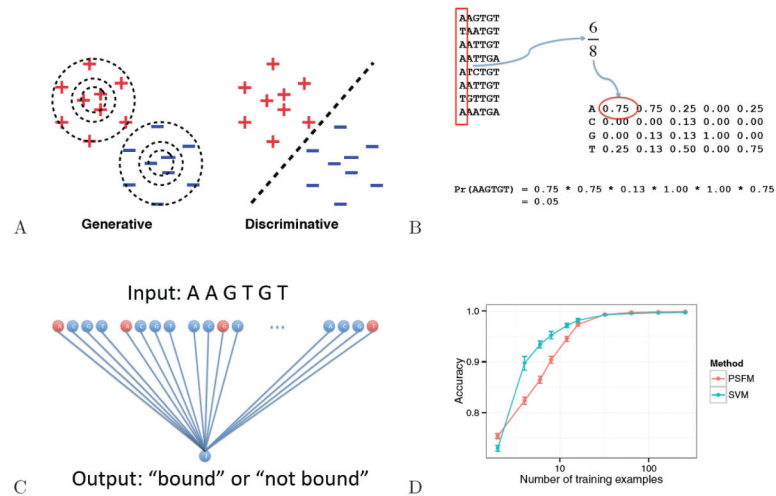 Generative Discriminative
A
AAGTGT
TAATGT
AATTGT
AATTGA
ATCTGT
AATTGT
TGTTGT
AAATGA
6
8
A 0.75 0.75 0.25 0.00 0.25
C 0.00 0.00 0.13 0.00 0.00
G 0.00 0.13 0.13 1.00 0.00
T 0.25 0.13 0.50 0.00 0.75
Pr(AAGTGT) = 0.75 * 0.75 * 0.13 * 1.00 * 1.00 * 0.75
= 0.05
B
Input: A A G T G T
A C G T A C G T A C G T ... A C G T
Output: “bound” or “not bound”
C
1.0
0.9
0.8
Accuracy
10 100
Number of training examples
Method
PSFM
SVM
D